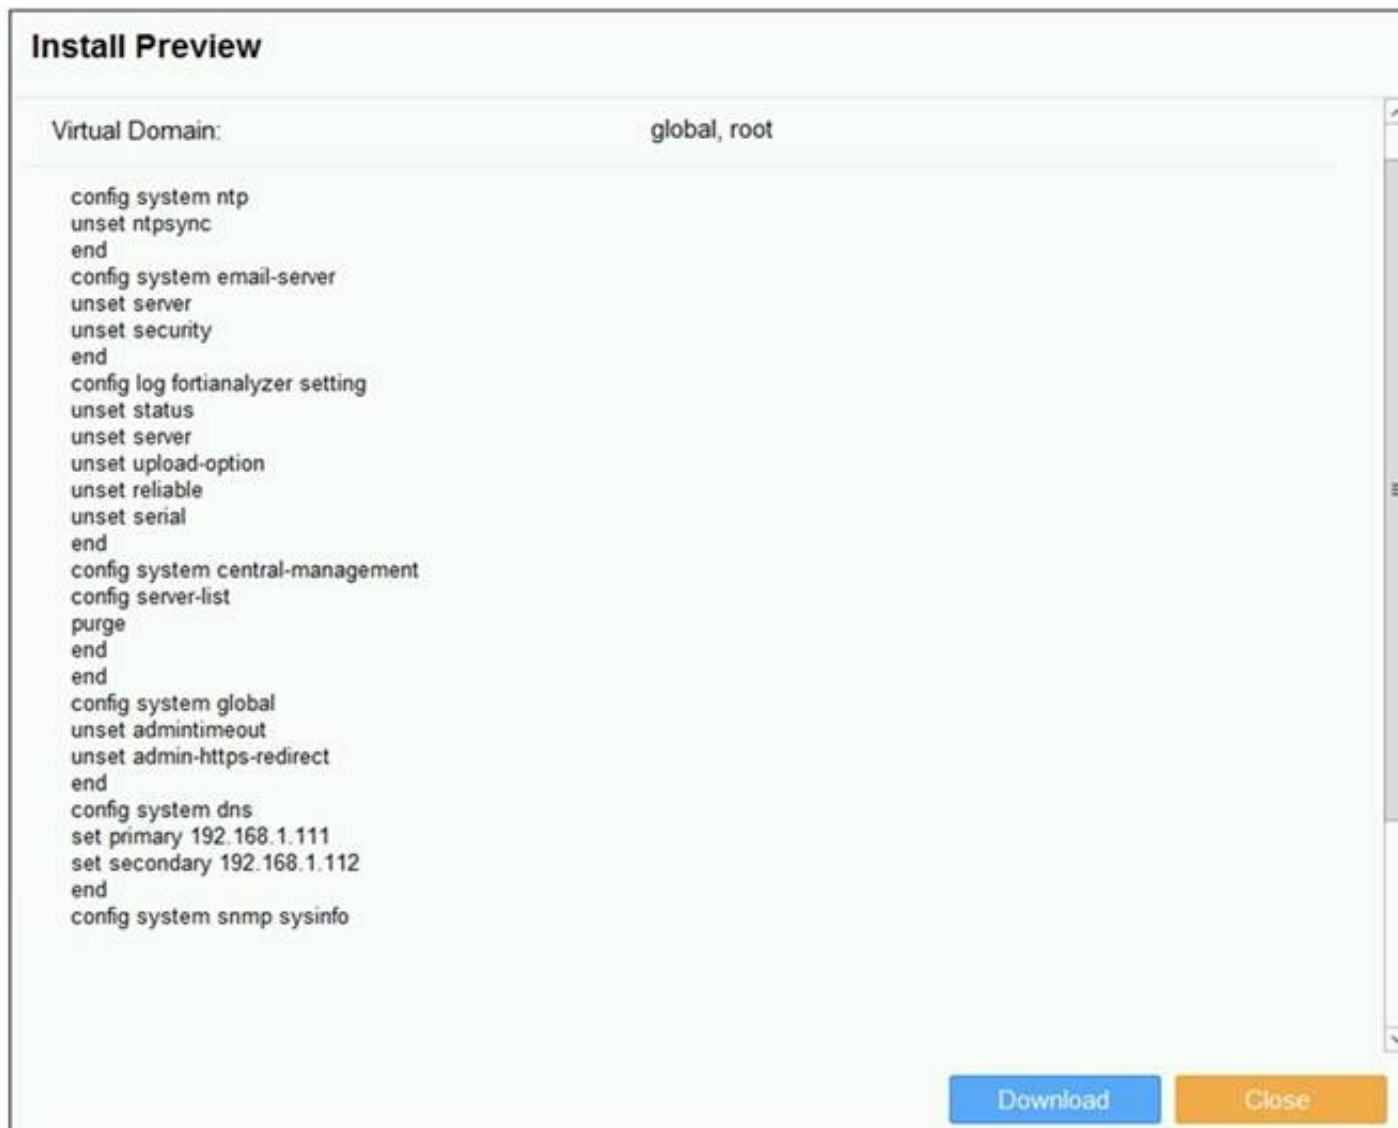 Install Preview
Virtual Domain: global, root
config system ntp
unset ntpsync
end
config system email-server
unset server
unset security
end
config log fortianalyzer setting
unset status
unset server
unset upload-option
unset reliable
unset serial
end
config system central-management
config server-list
purge
end
end
config system global
unset admintimeout
unset admin-https-redirect
end
config system dns
set primary 192.168.1.111
set secondary 192.168.1.112
end
config system snmp sysinfo
Download Close